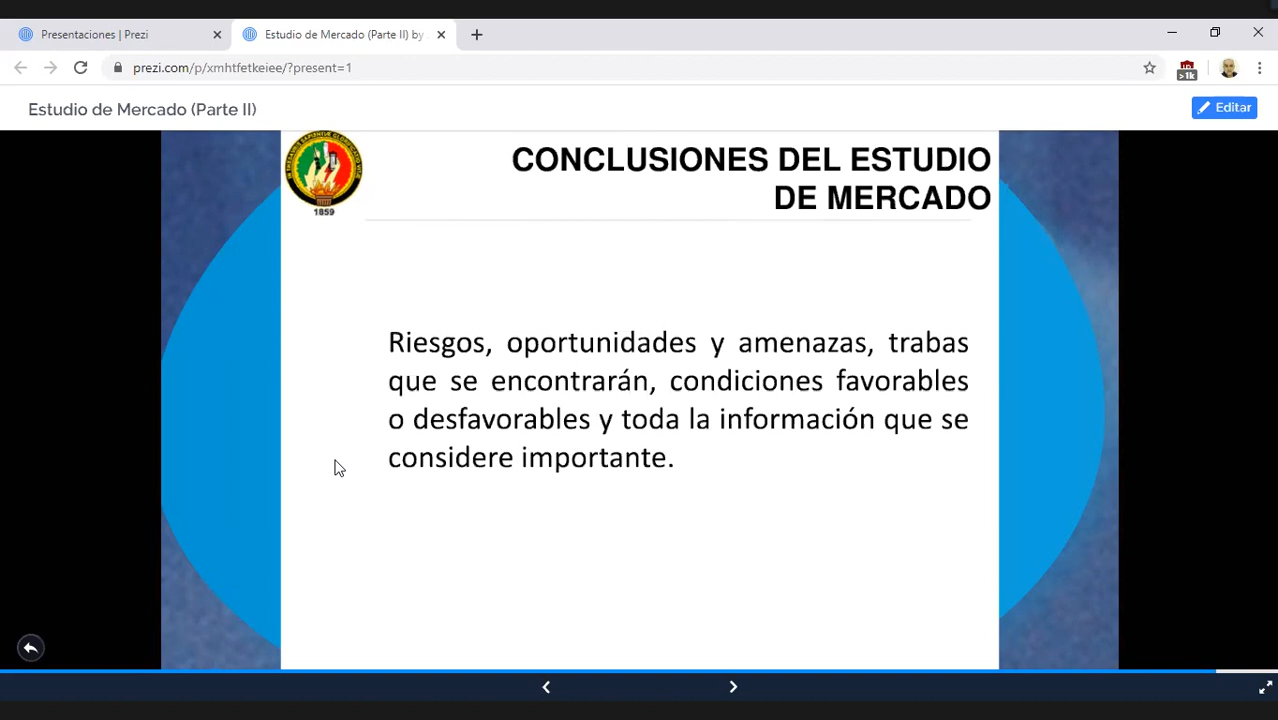 Presentaciones | Prezi
Estudio de Mercado (Parte II) by
prezi.com/p/xmhtfetkeiee/?present=1
>1k
Estudio de Mercado (Parte II)
Editar
CONCLUSIONES DEL ESTUDIO
DE MERCADO
1859
Riesgos, oportunidades y amenazas, trabas
que se encontrarán, condiciones favorables
o desfavorables y toda la información que se
considere importante.